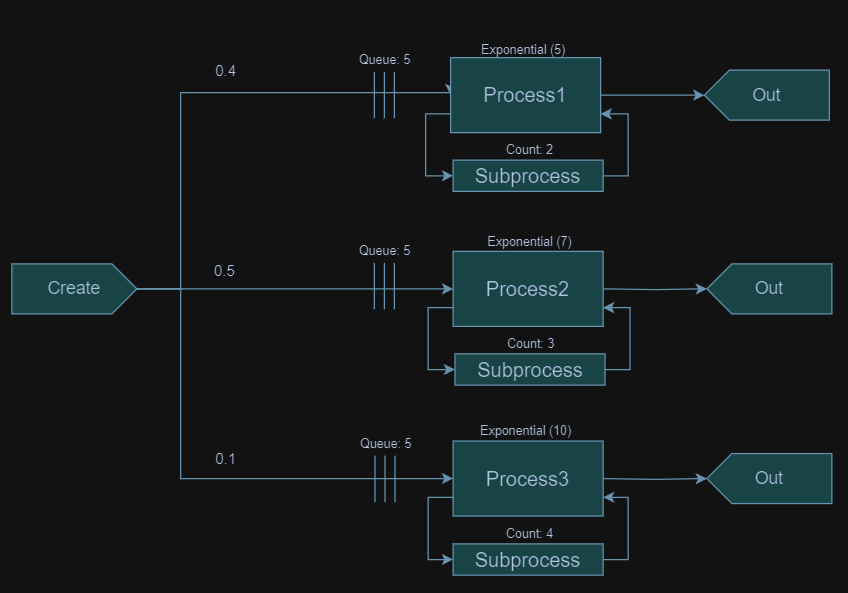 Exponential (5)
Queue: 5
0.4
Process1
Out
Count: 2
Subprocess
Exponential (7)
Queue: 5
0.5
Create
Process2
Out
Count: 3
Subprocess
Exponential (10)
Queue: 5
0.1
Process3
Out
Count: 4
Subprocess